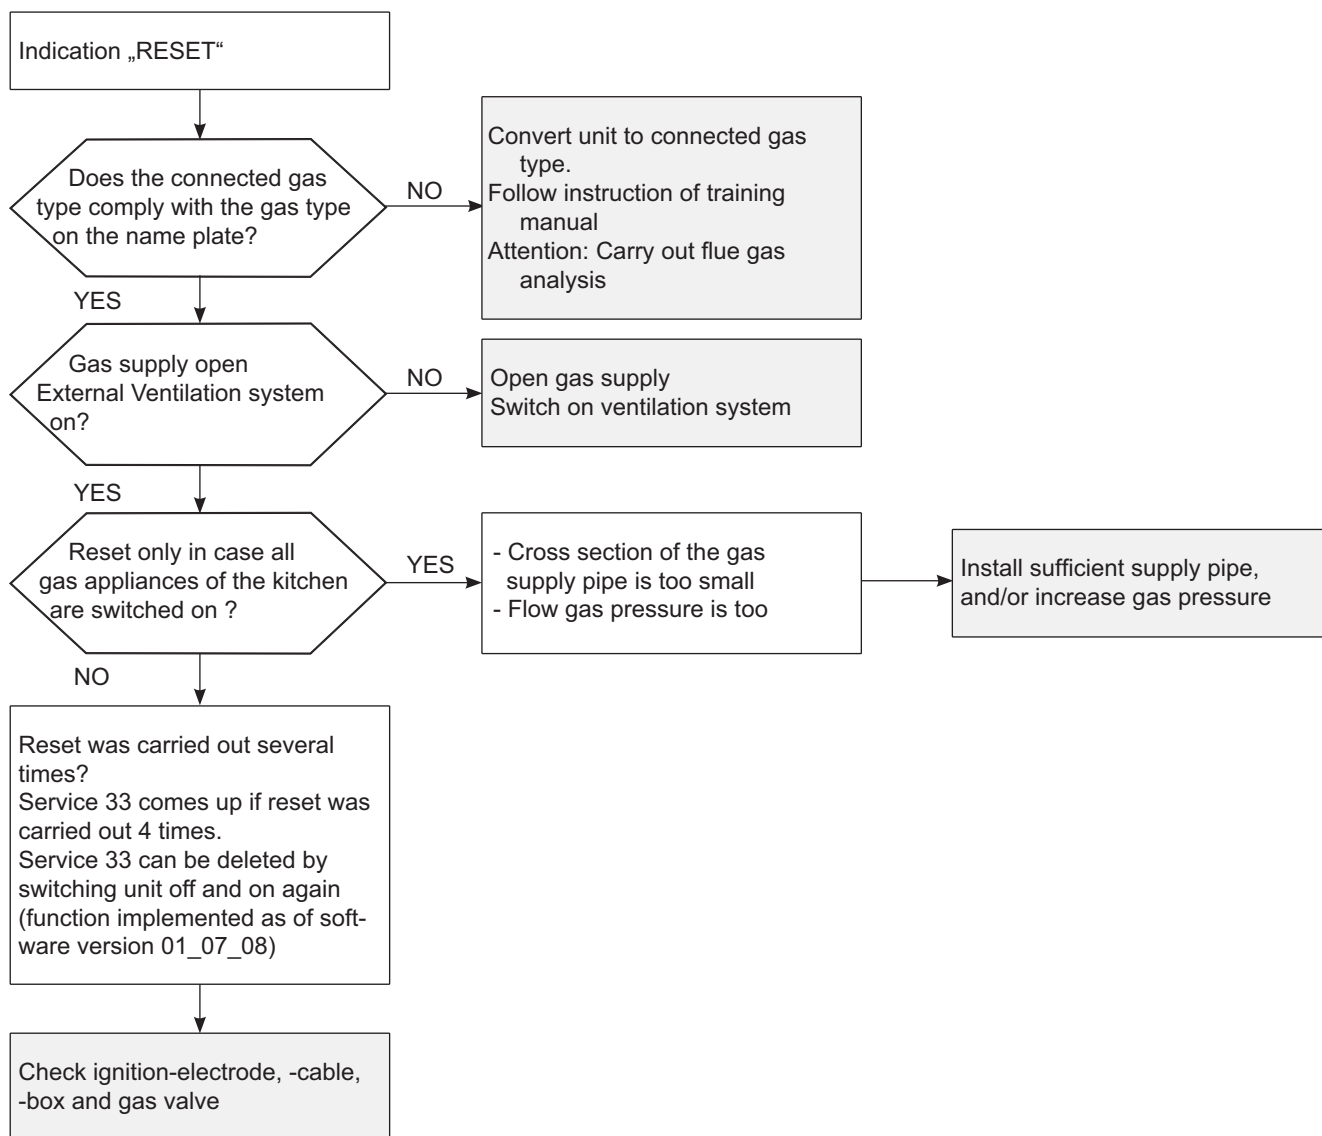 Indication „RESET“
Does the connected gas
type comply with the gas type
on the name plate?
NO
Convert unit to connected gas
type.
Follow instruction of training
manual
Attention: Carry out flue gas
analysis
YES
Gas supply open
External Ventilation system
on?
NO
Open gas supply
Switch on ventilation system
YES
Reset only in case all
gas appliances of the kitchen
are switched on ?
YES
- Cross section of the gas
supply pipe is too small
- Flow gas pressure is too
Install sufficient supply pipe,
and/or increase gas pressure
NO
Reset was carried out several
times?
Service 33 comes up if reset was
carried out 4 times.
Service 33 can be deleted by
switching unit off and on again
(function implemented as of soft-
ware version 01_07_08)
Check ignition-electrode, -cable,
-box and gas valve